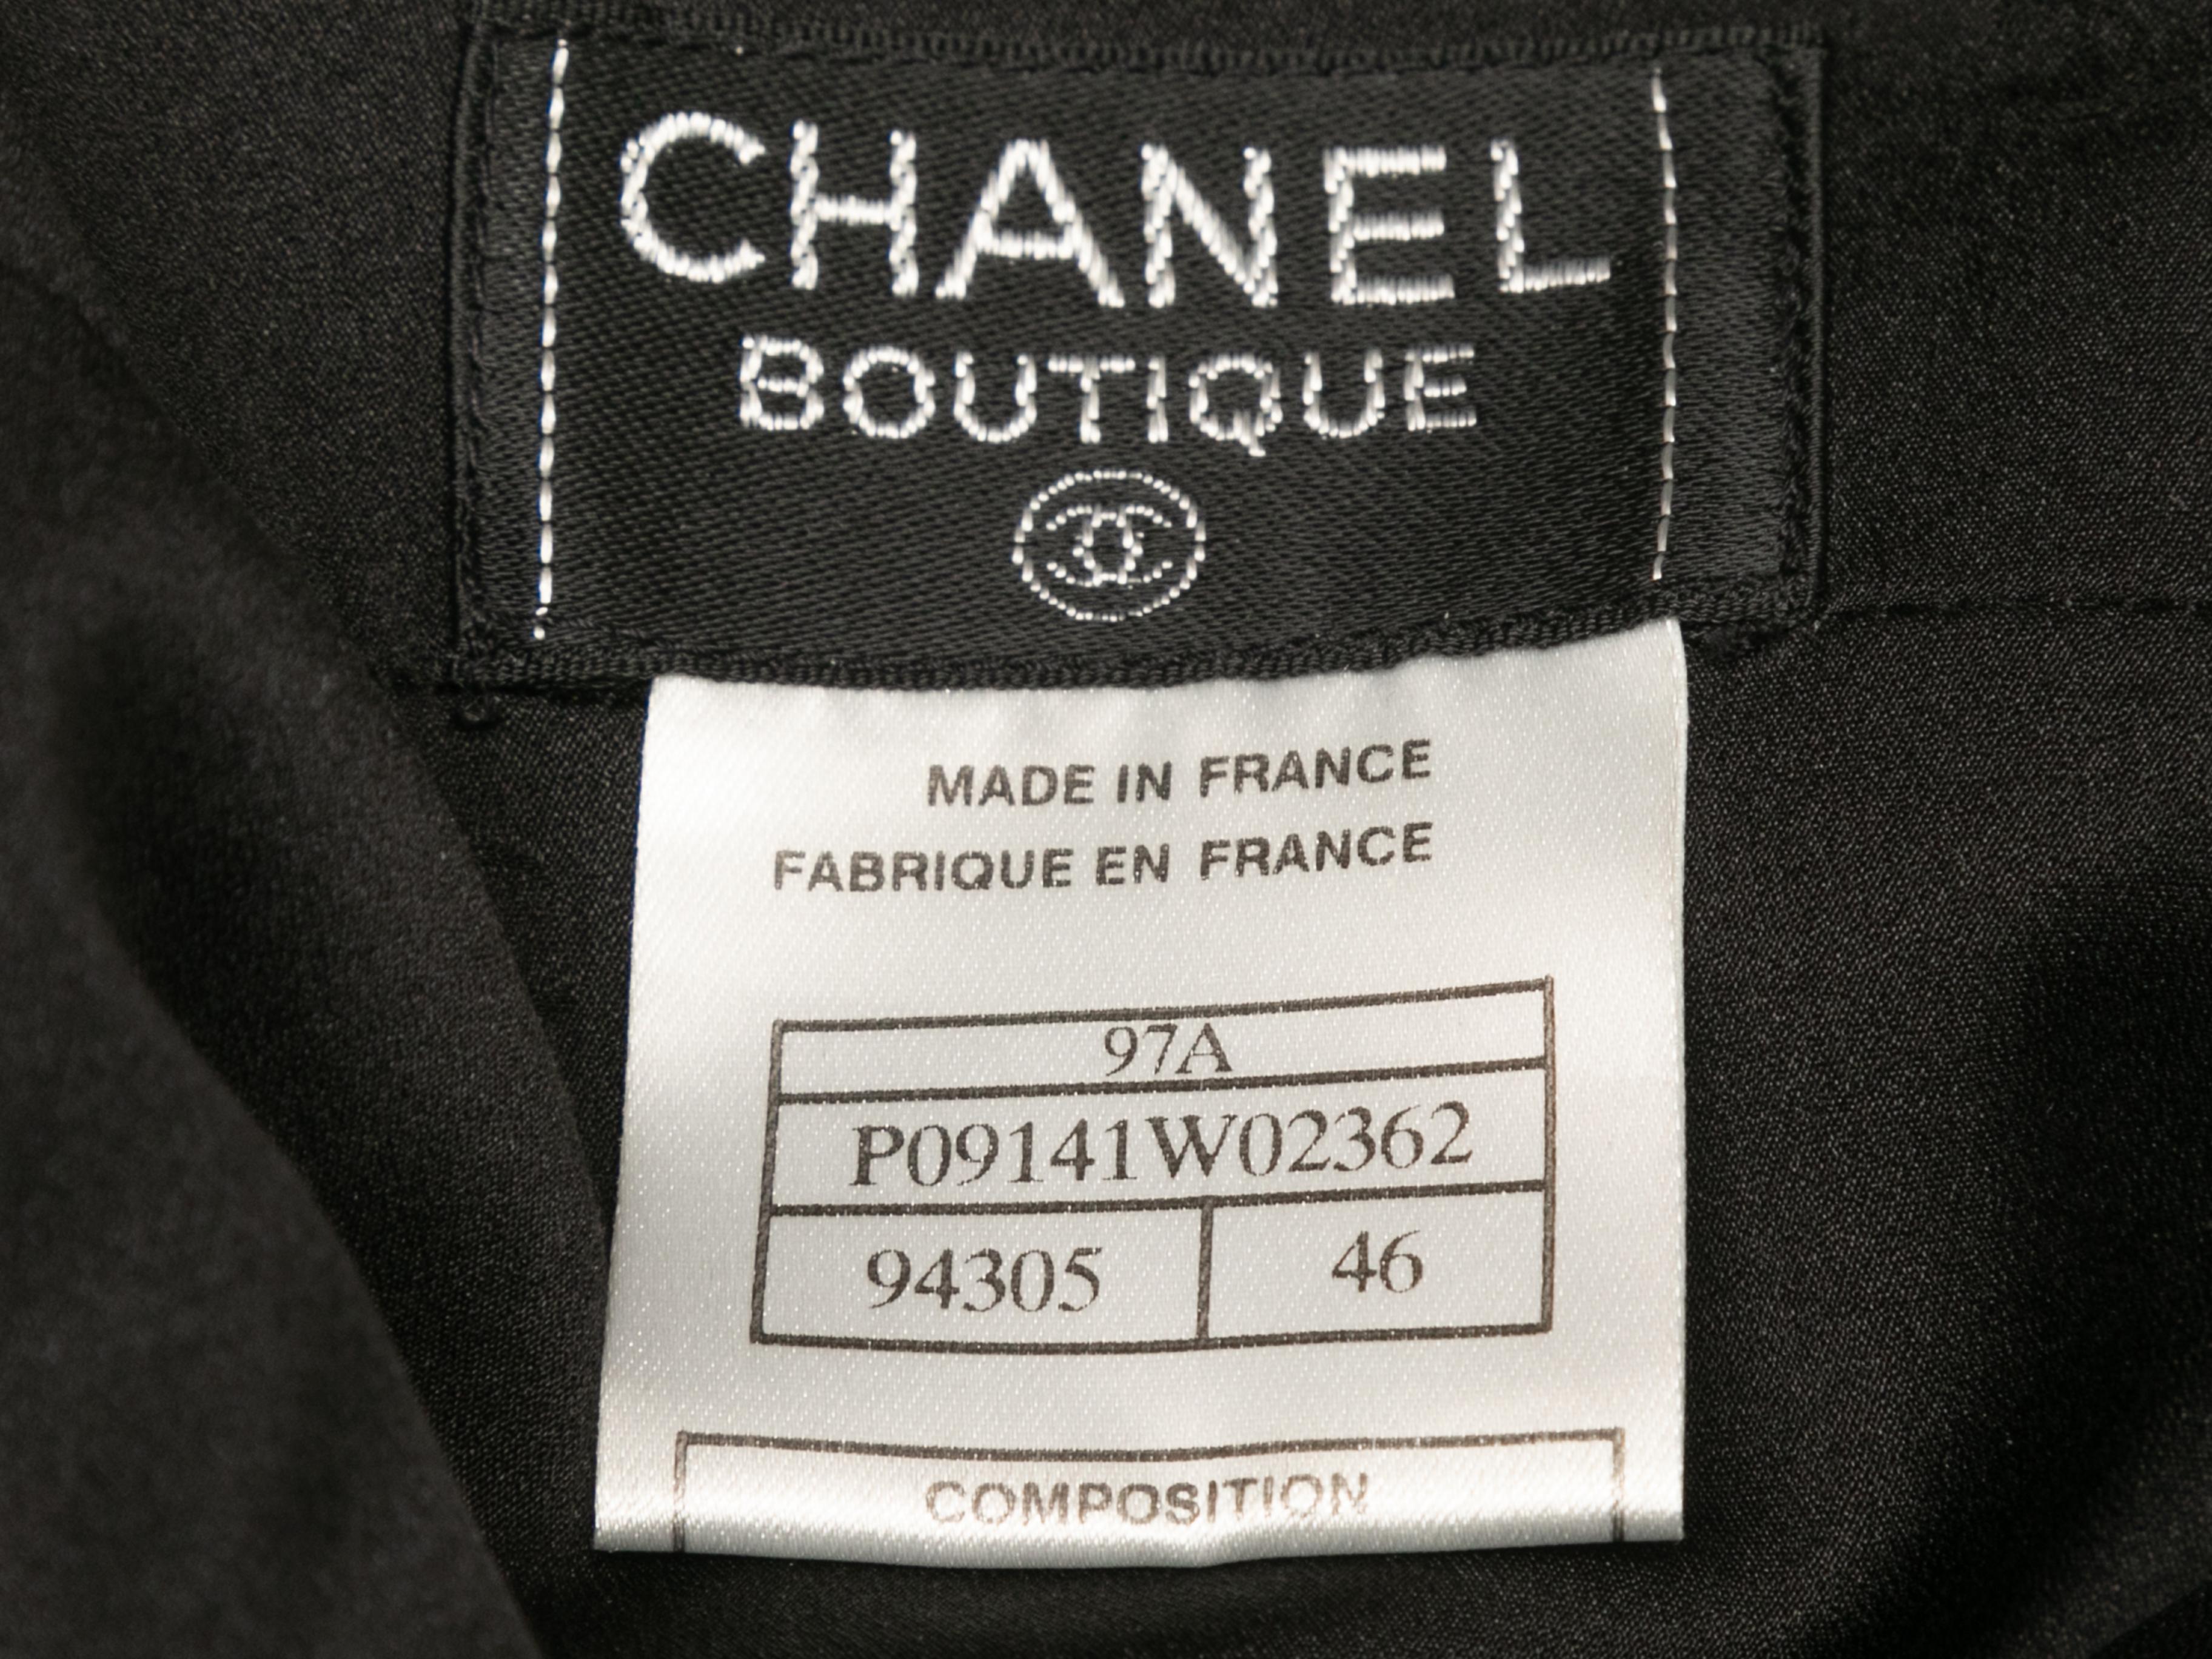 CHANEL
BOUTIQUE
MADE IN FRANCE
FABRIQUE EN FRANCE
97A
P09141W02362
94305 46
COMPOSITION